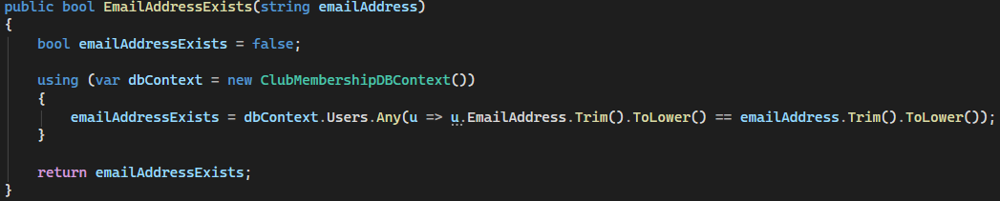 public bool EmailAddressExists(string emailAddress)
{
    bool emailAddressExists = false;

    using (var dbContext = new ClubMembershipDBContext())
    {
        emailAddressExists = dbContext.Users.Any(u => u.EmailAddress.Trim().ToLower() == emailAddress.Trim().ToLower());
    }

    return emailAddressExists;
}